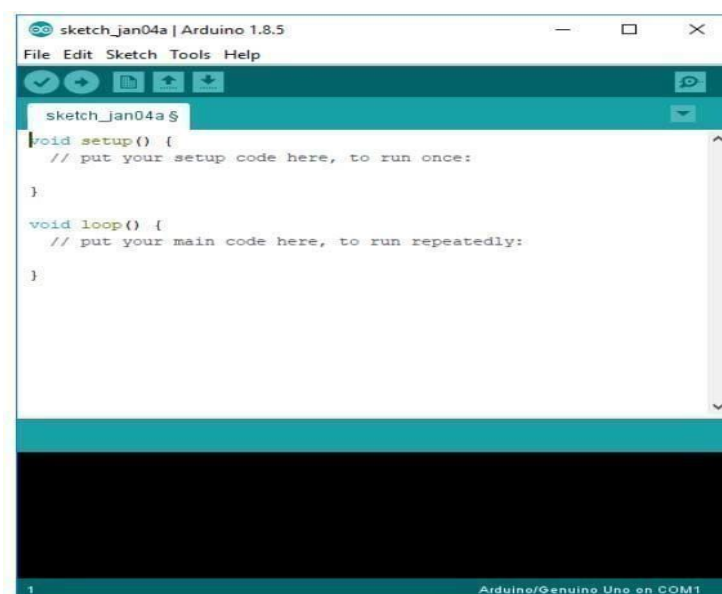 sketch_jan04a | Arduino 1.8.5
File Edit Sketch Tools Help
sketch_jan04a §
void setup() {
  // put your setup code here, to run once:
}
void loop() {
  // put your main code here, to run repeatedly:
}
1 Arduino/Genuino Uno on COM1